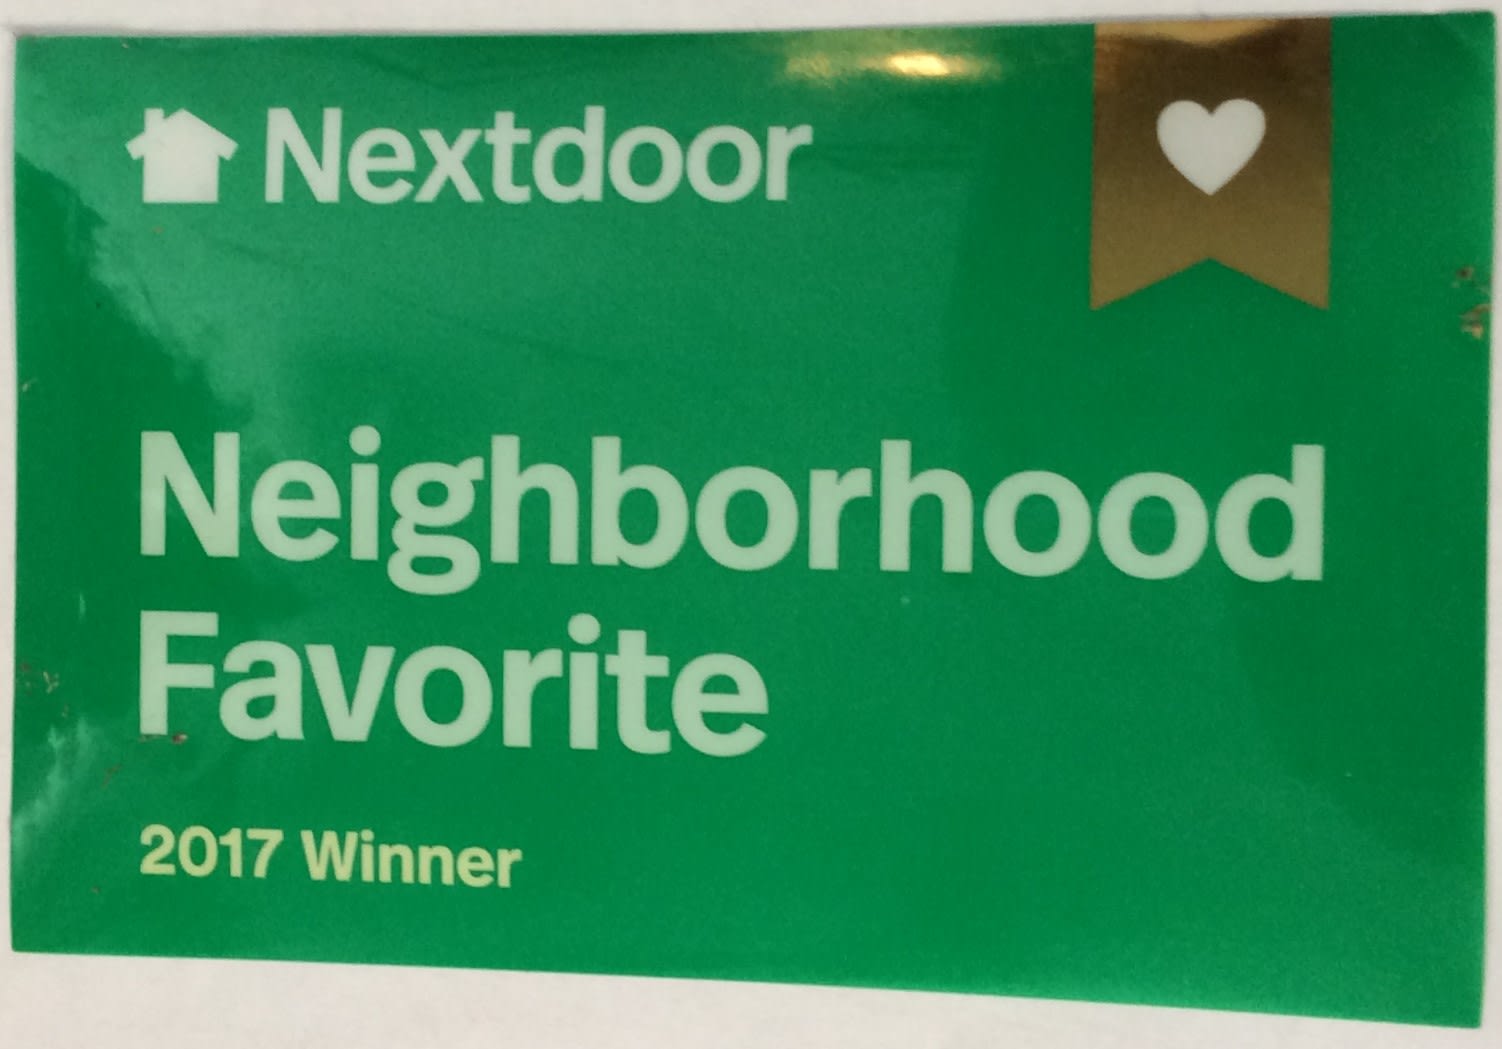 Nextdoor
Neighborhood
Favorite
2017 Winner